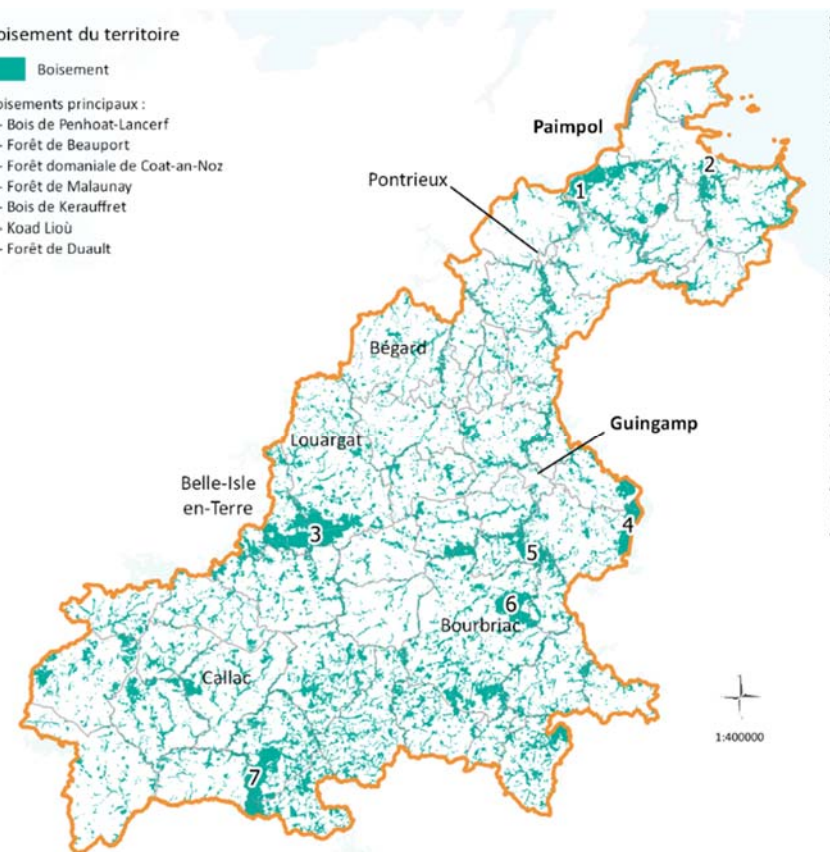 oisement du territoire
Boisement
oisements principaux :
- Bois de Penhoat-Lancerf
- Forêt de Beauport
- Forêt domaniale de Coat-an-Noz
- Forêt de Malaunay
- Bois de Kerauffret
- Koad Lioù
- Forêt de Duault
Paimpol
2
Pontrieux
1
Bégard
Guingamp
Louargat
Belle-Isle
en-Terre
3
4
5
6
Bourbriac
Callac
1:400000
7